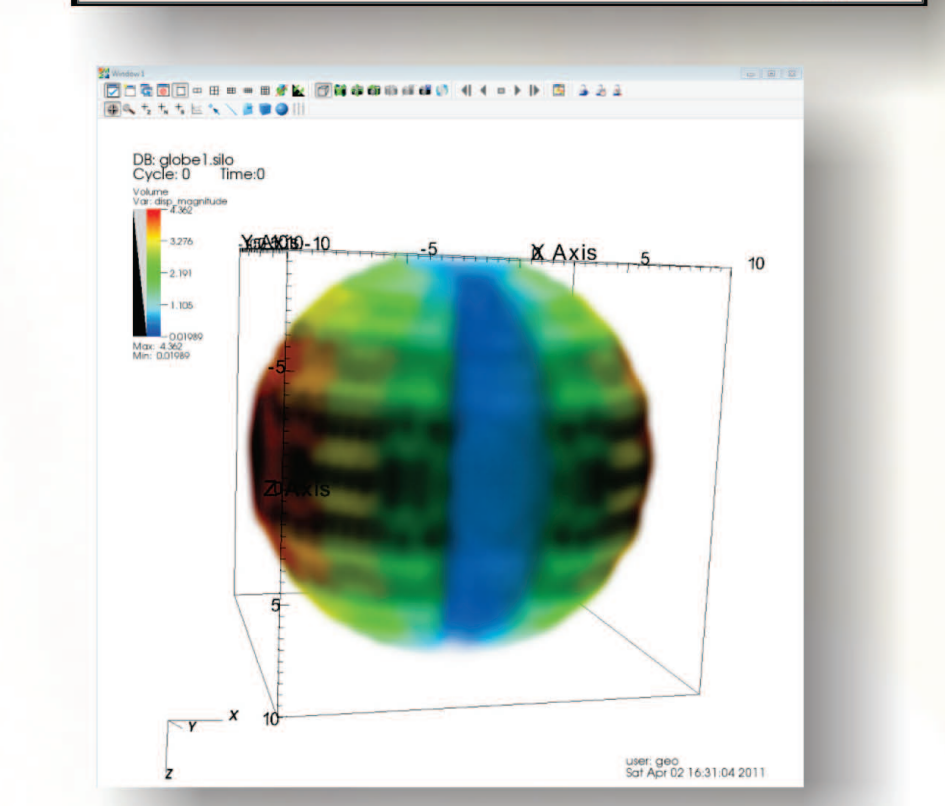 Window 1
DB: globe1.silo
Cycle: 0 Time:0
Volume
Var: disp_magnitude
4.362
3.276
2.191
1.105
0.01989
Max: 4.362
Min: 0.01989
Y-Axis -10 -5 X Axis 5 10
-5
Z Axis
5
10
X
Y
Z
user: geo
Sat Apr 02 16:31:04 2011